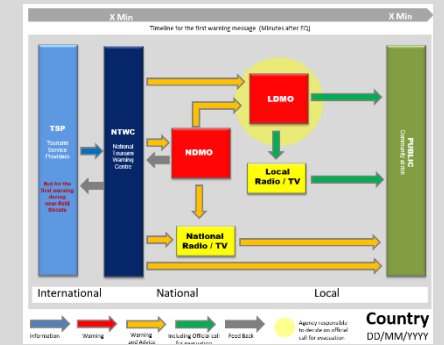 X Min
X Min
Timeline for the first warning message (Minutes after EQ)
TSP
Tsunami
Service
Providers
Not for the
first warning
during
near-field
threats
NTWC
National
Tsunami
Warning
Centre
NDMO
LDMO
Local
Radio / TV
National
Radio / TV
PUBLIC
Community at risk
International
National
Local
Information
Warning
Warning
and Advice
Including Official call
for evacuation
Feed Back
Agency responsible
to decide on official
call for evacuation
Country
DD/MM/YYYY